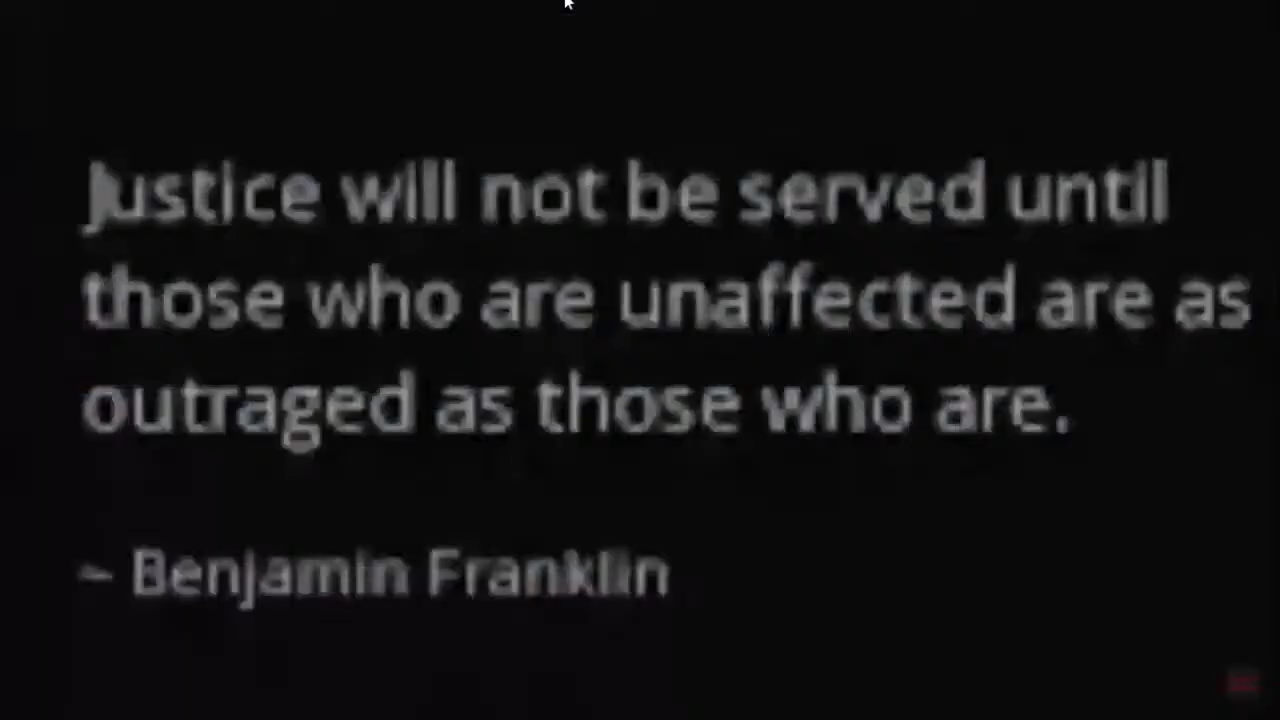 Justice will not be served until
those who are unaffected are as
outraged as those who are.
~ Benjamin Franklin